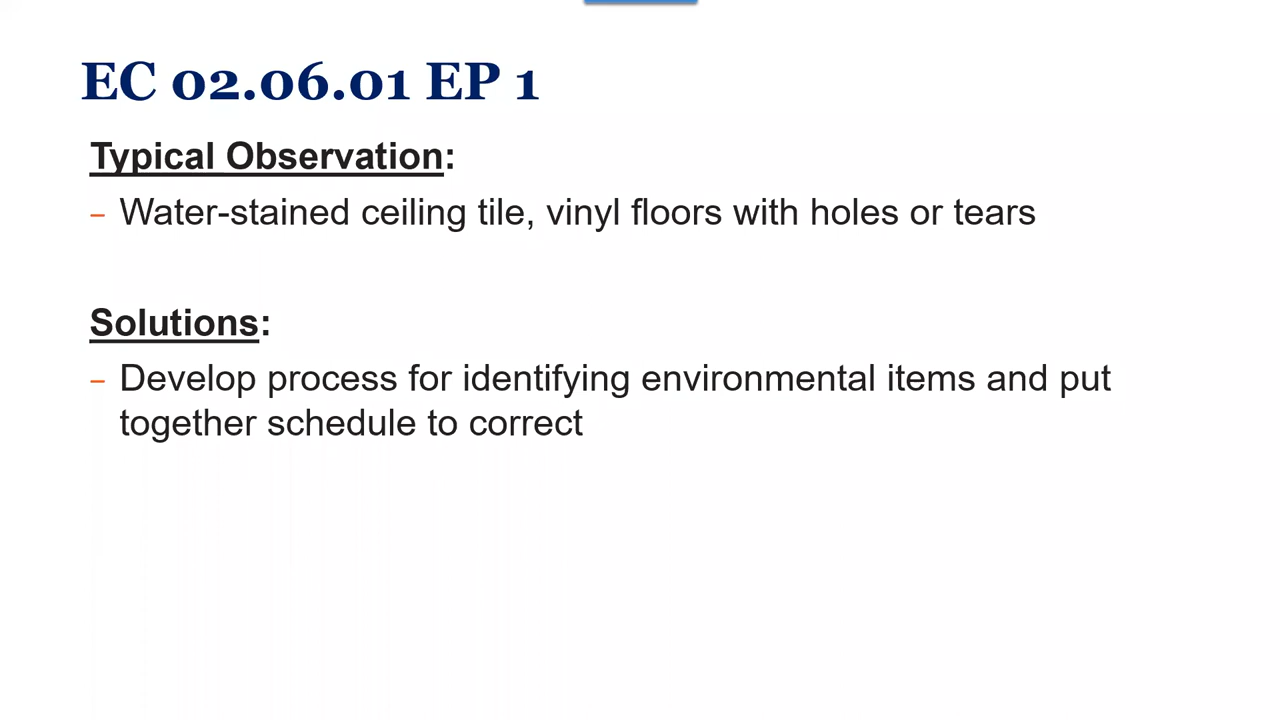 EC 02.06.01 EP 1
Typical Observation:
– Water-stained ceiling tile, vinyl floors with holes or tears
Solutions:
– Develop process for identifying environmental items and put
together schedule to correct